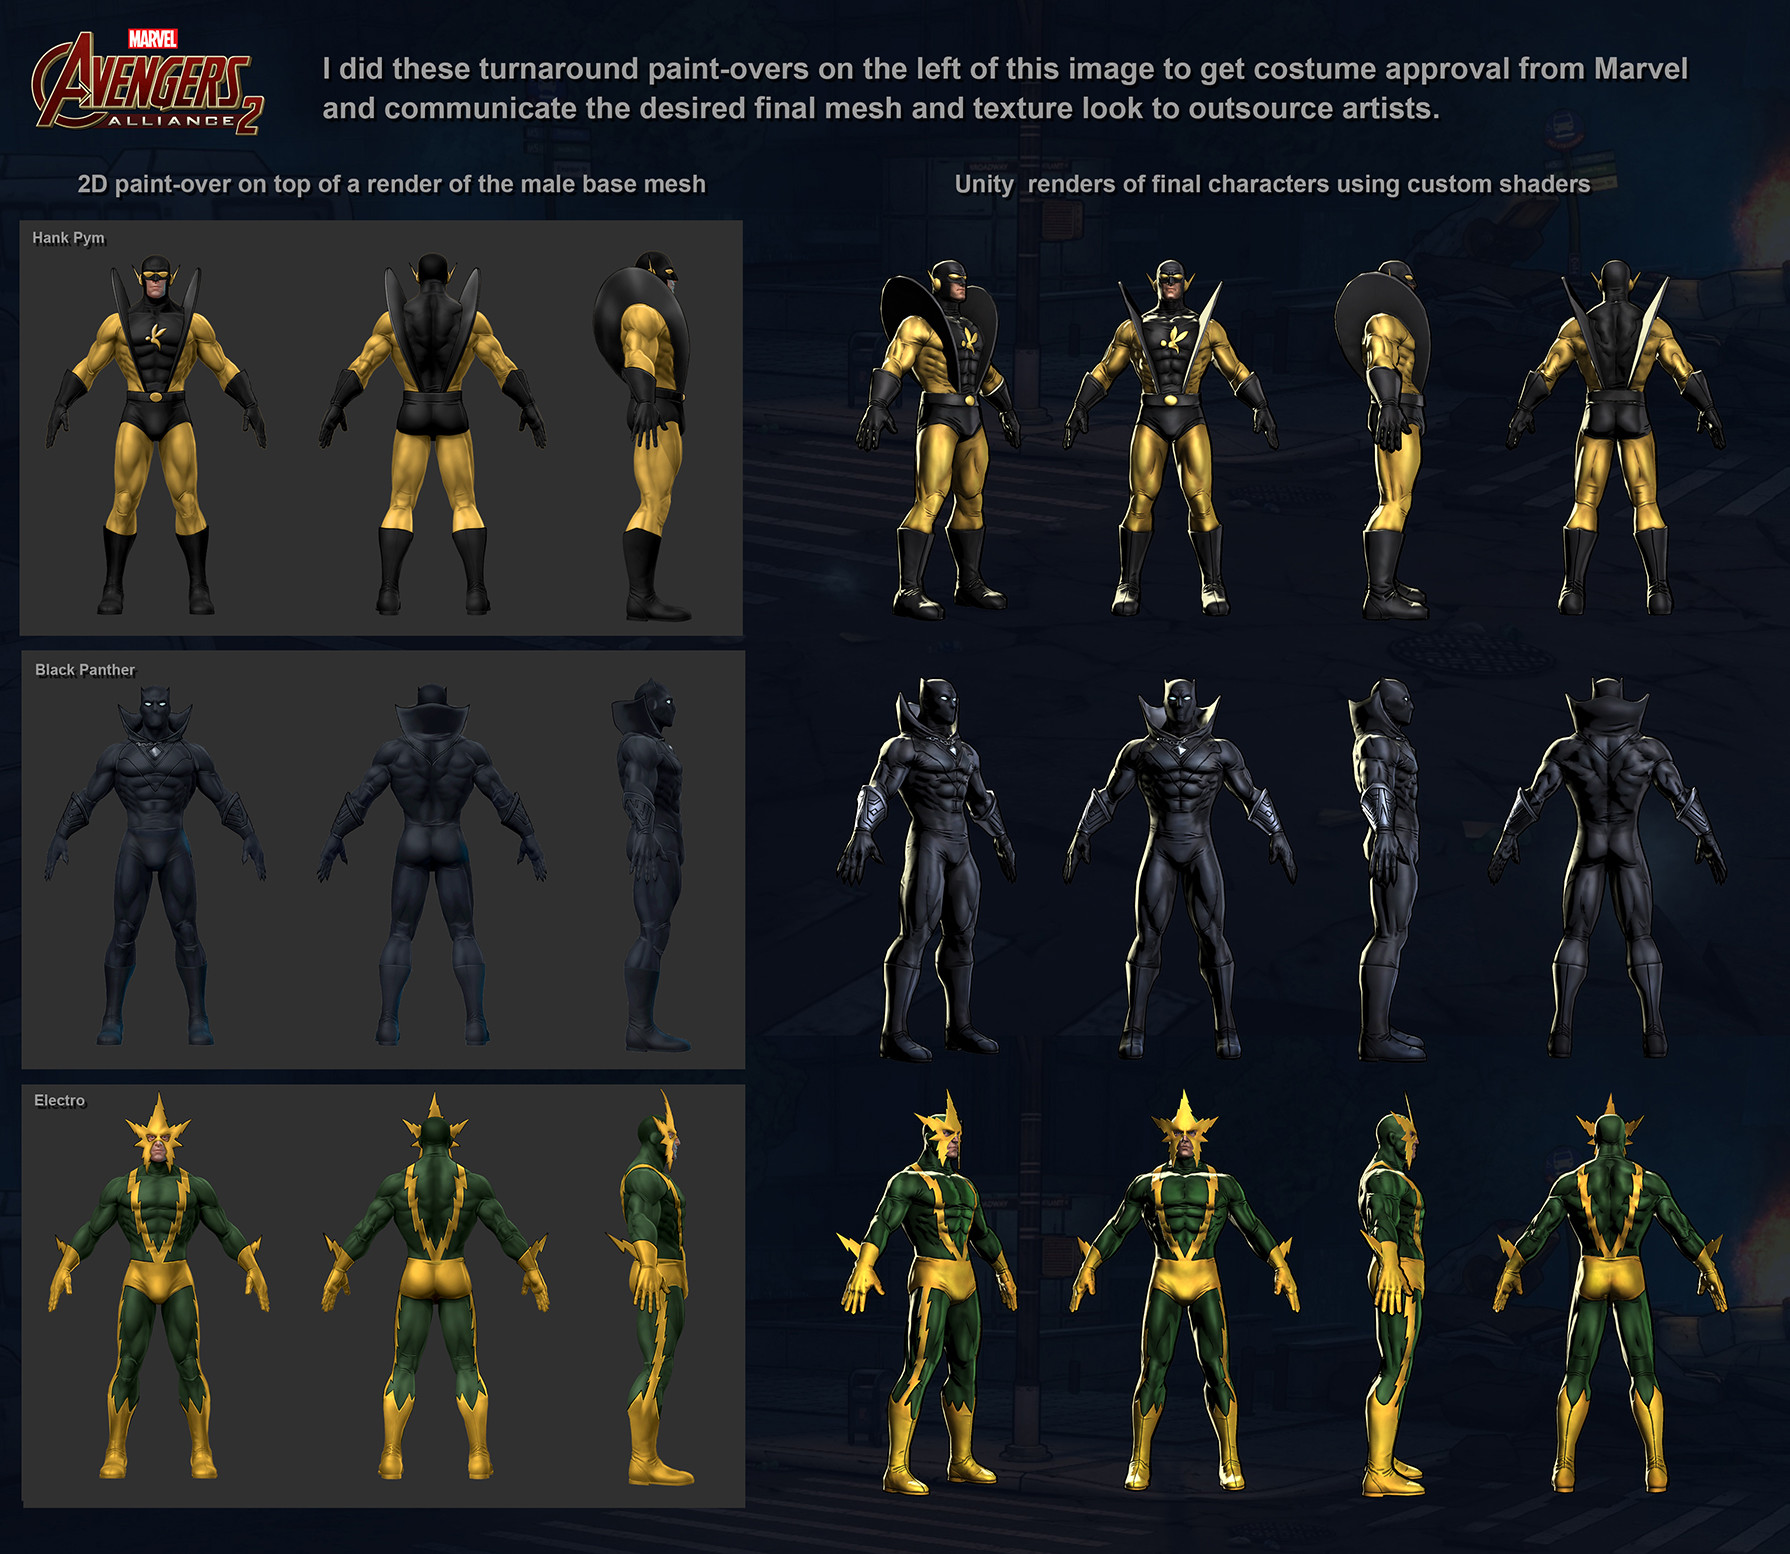 MARVEL
AVENGERS
ALLIANCE 2
I did these turnaround paint-overs on the left of this image to get costume approval from Marvel
and communicate the desired final mesh and texture look to outsource artists.
2D paint-over on top of a render of the male base mesh
Unity renders of final characters using custom shaders
Hank Pym
Black Panther
Electro